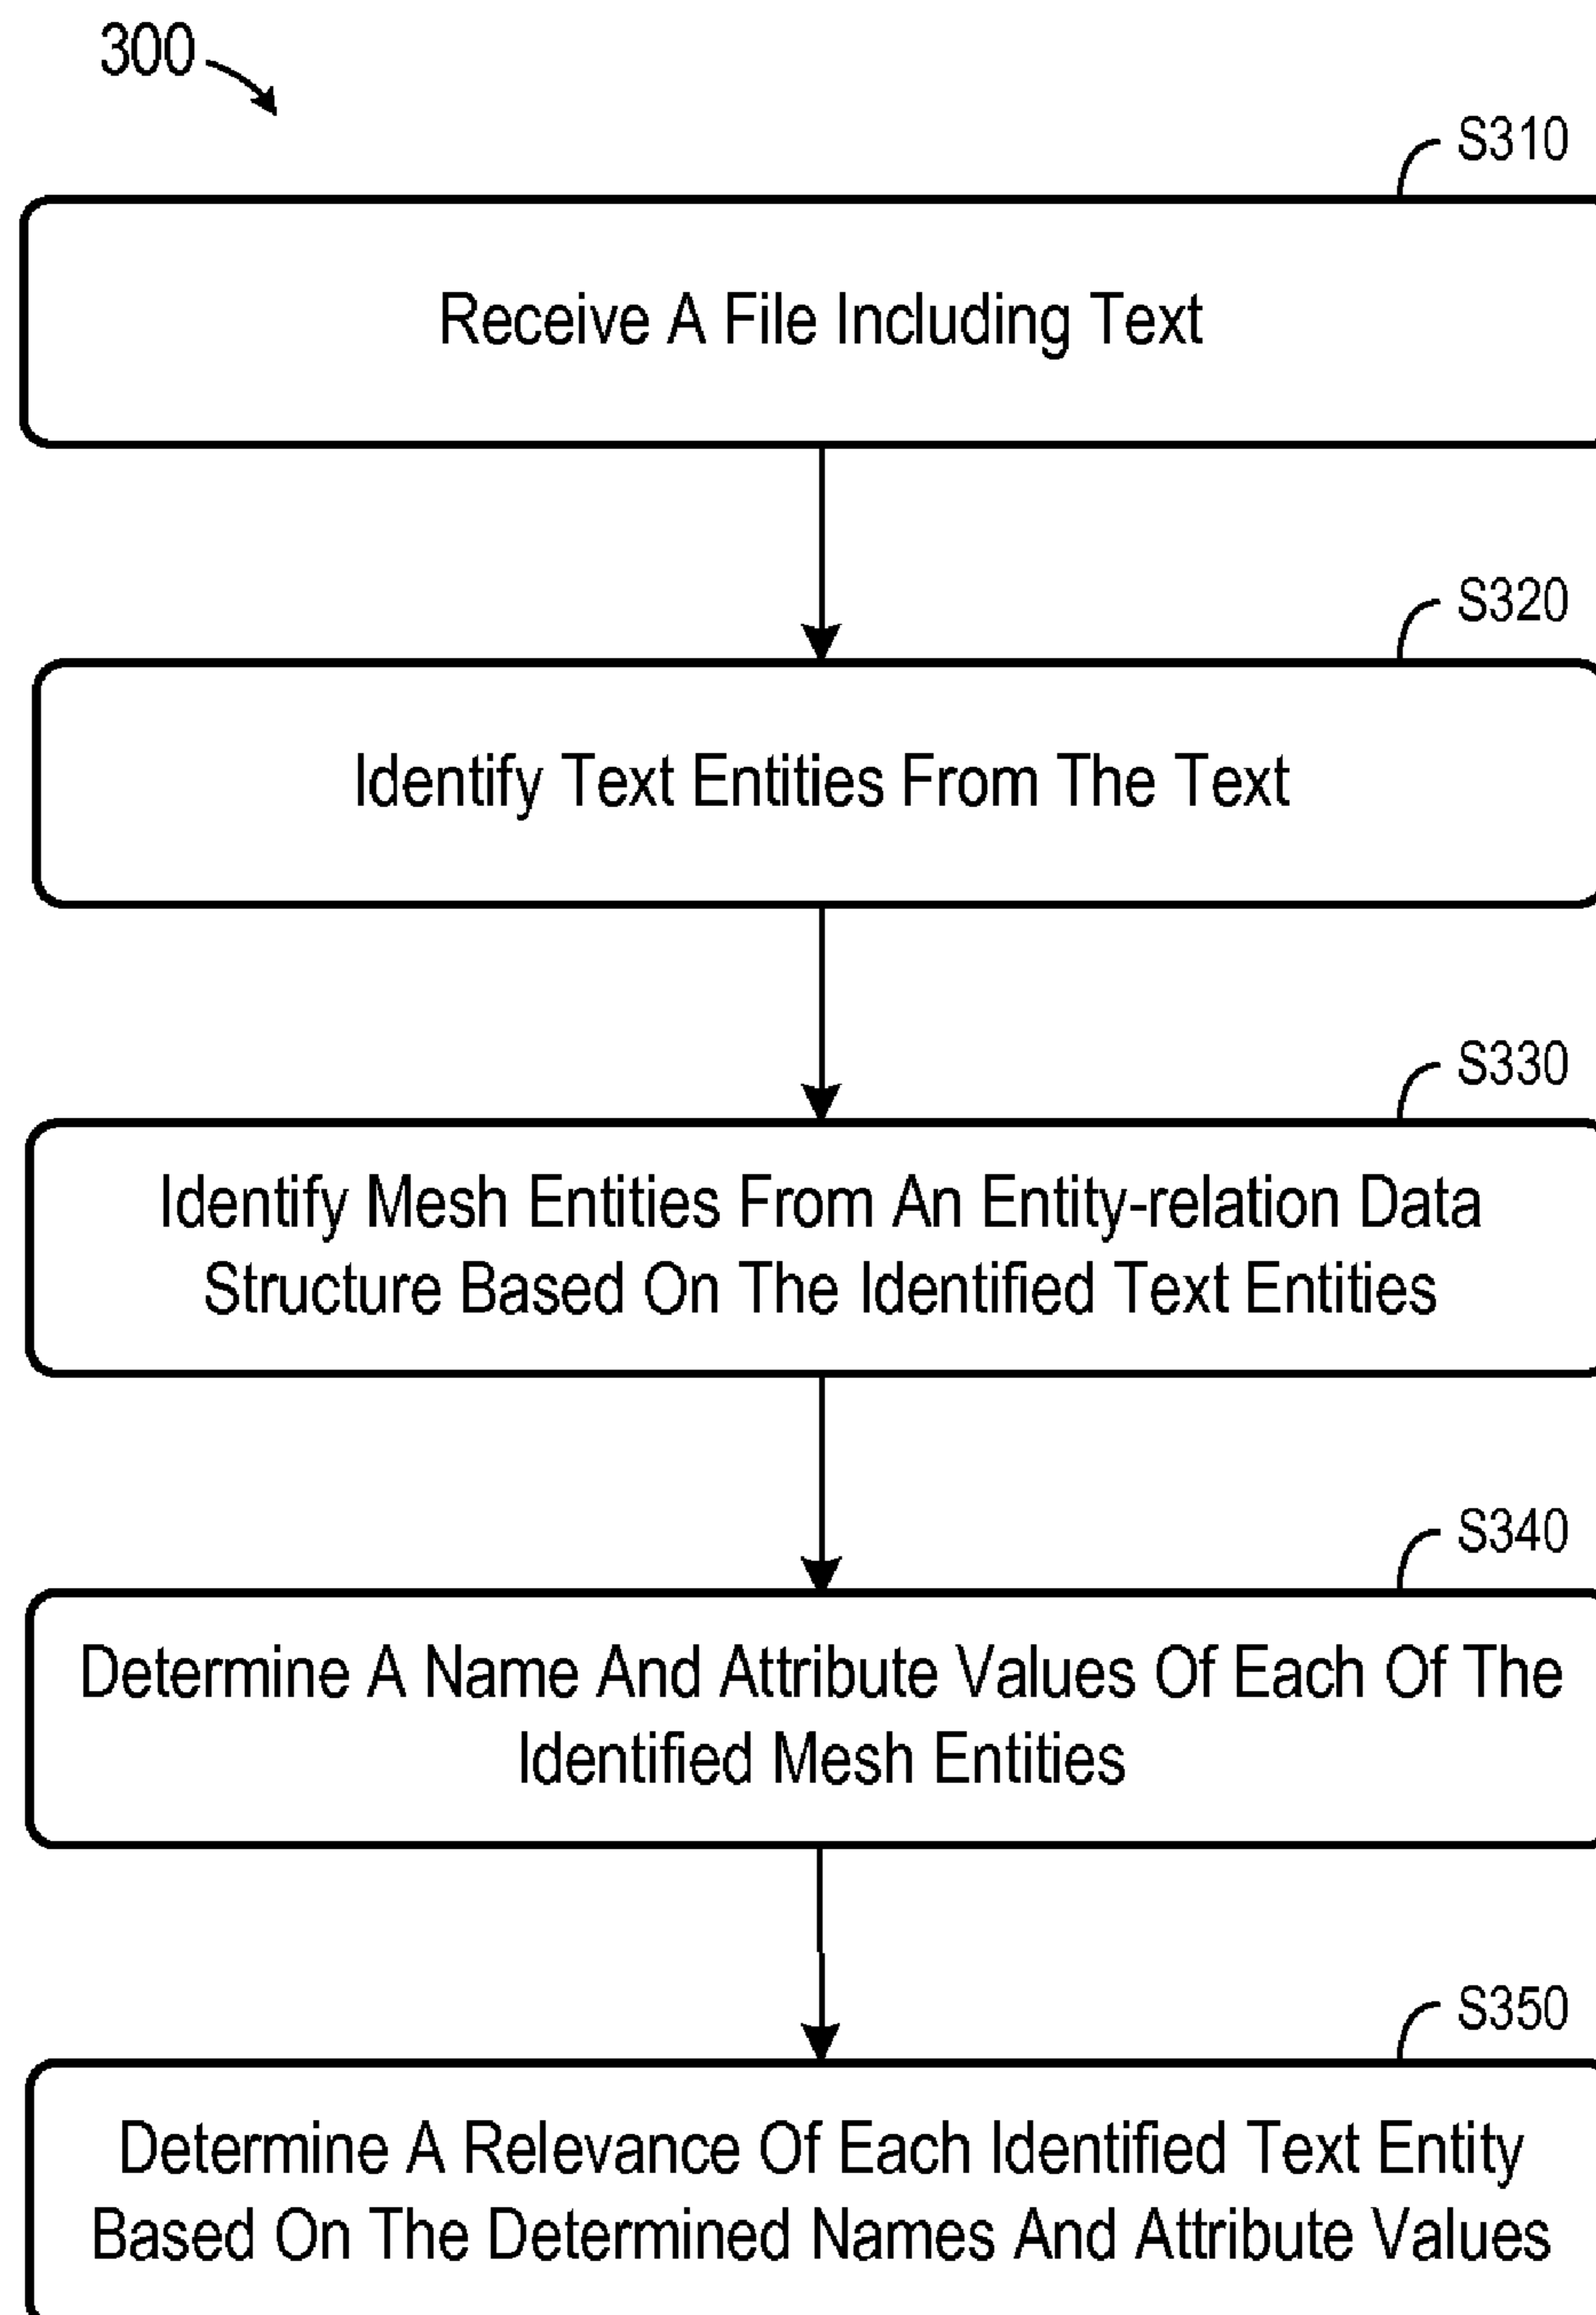 300
S310
Receive A File Including Text
S320
Identify Text Entities From The Text
S330
Identify Mesh Entities From An Entity-relation Data
Structure Based On The Identified Text Entities
S340
Determine A Name And Attribute Values Of Each Of The
Identified Mesh Entities
S350
Determine A Relevance Of Each Identified Text Entity
Based On The Determined Names And Attribute Values